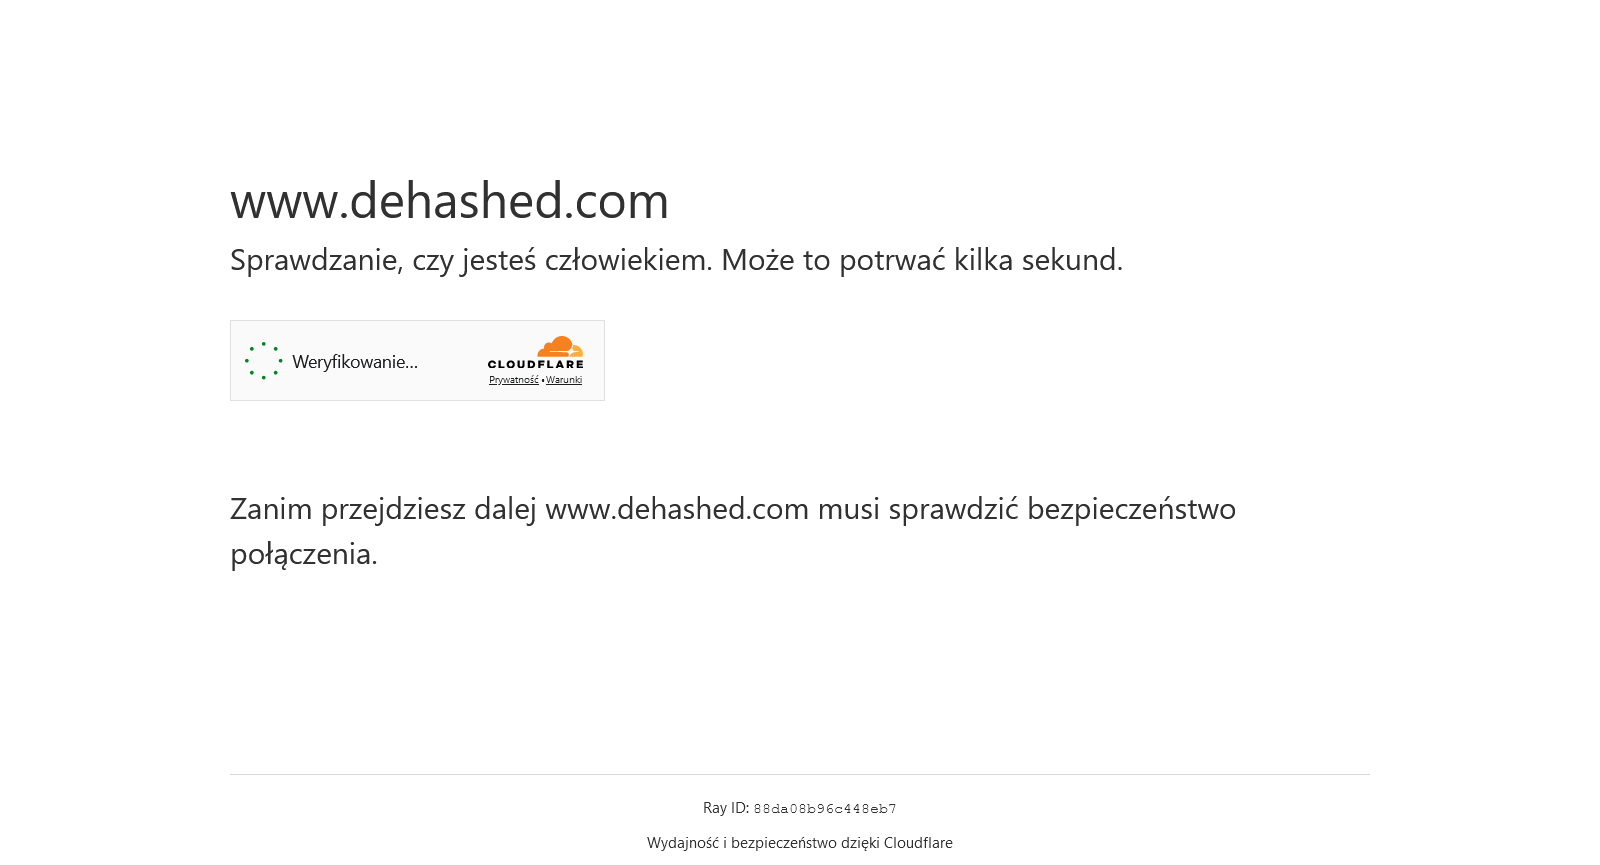 www.dehashed.com
Sprawdzanie, czy jesteś człowiekiem. Może to potrwać kilka sekund.
Weryfikowanie...
CLOUDFLARE
Prywatność • Warunki
Zanim przejdziesz dalej www.dehashed.com musi sprawdzić bezpieczeństwo
połączenia.
Ray ID: 88da08b96c448eb7
Wydajność i bezpieczeństwo dzięki Cloudflare